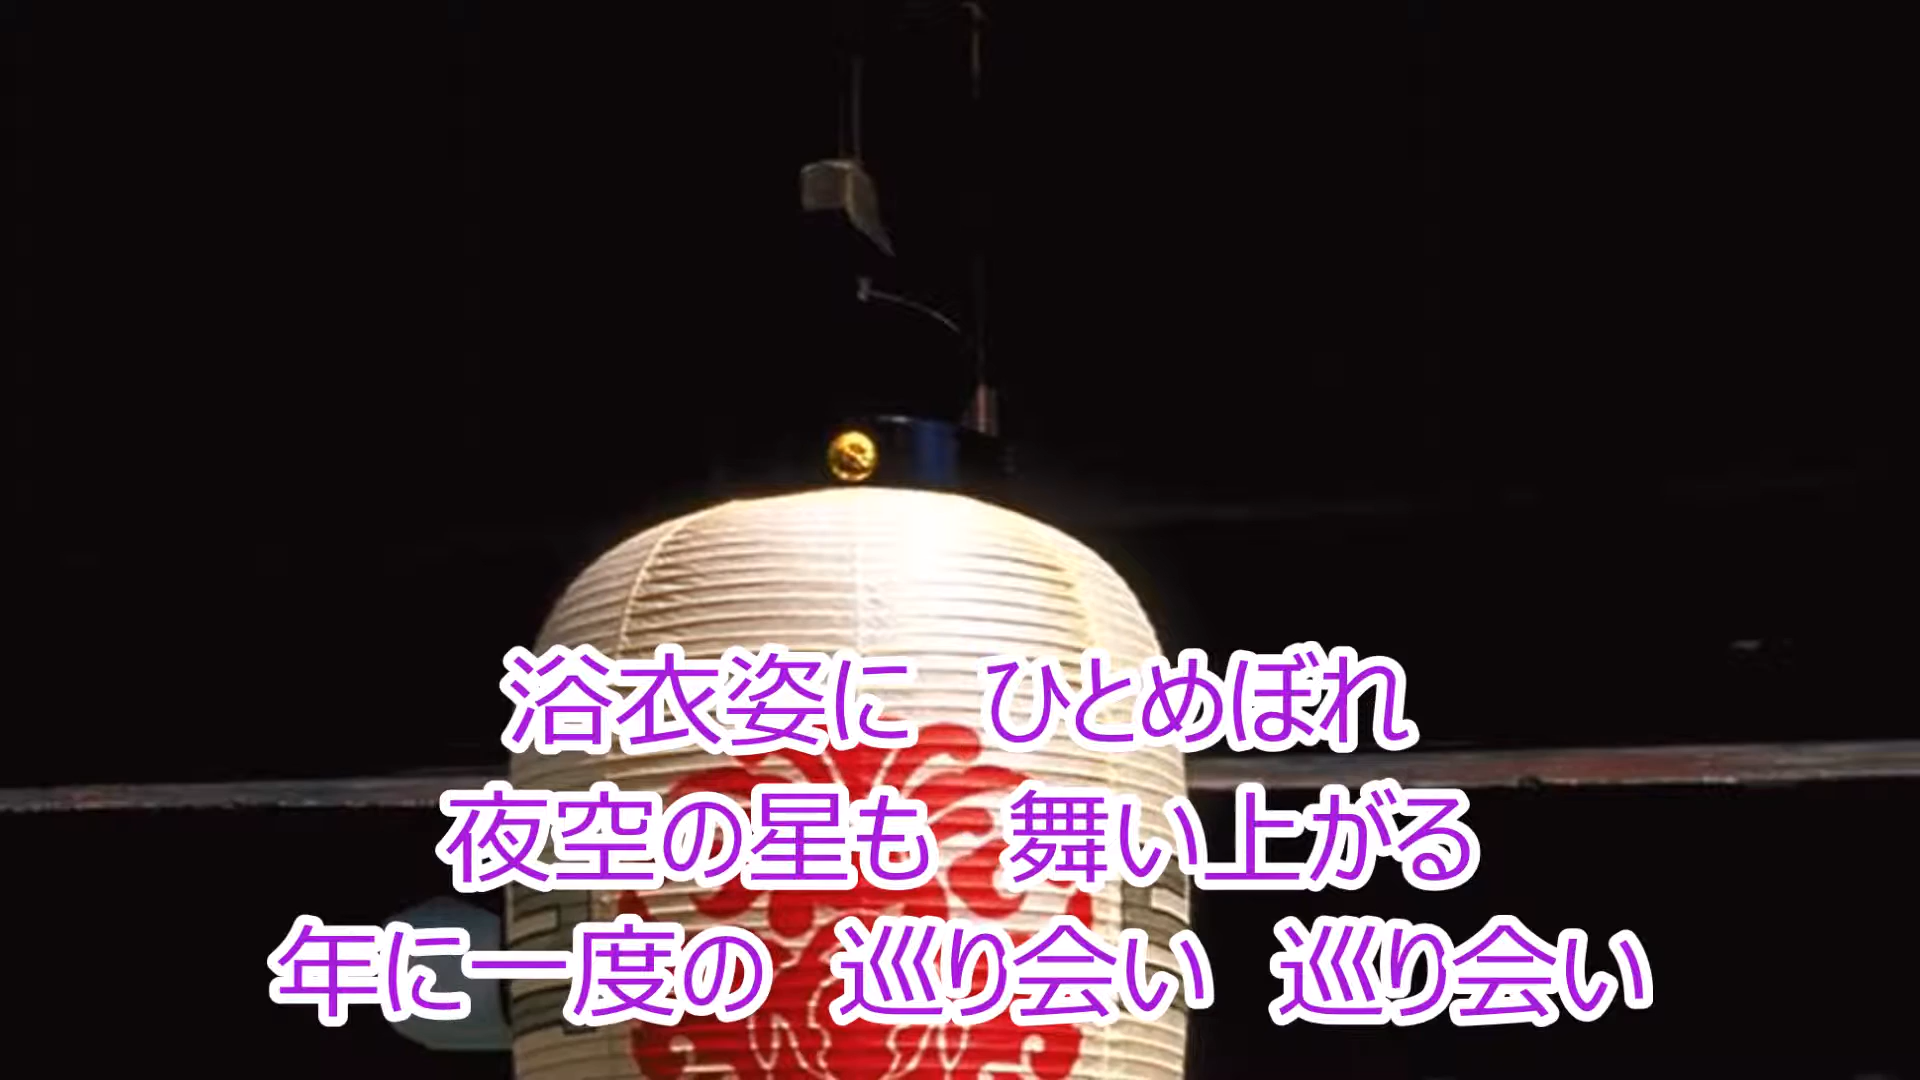 浴衣姿に　ひとめぼれ
夜空の星も　舞い上がる
年に一度の　巡り会い　巡り会い